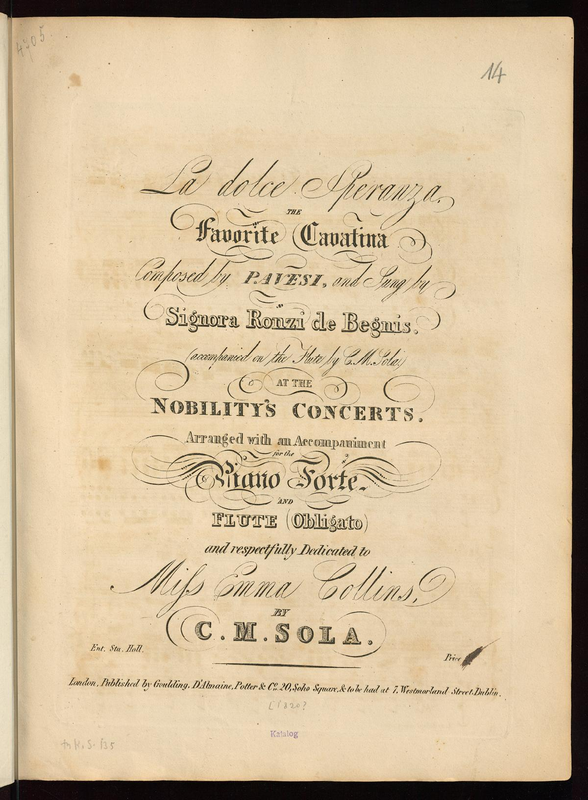 4705.
14
La dolce Speranza,
THE
Favorite Cavatina
Composed by PAVESI, and Sung by
Signora Ronzi de Begnis,
(accompanied on the Flute by C. M. Sola,)
AT THE
NOBILITY'S CONCERTS,
Arranged with an Accompaniment
for the
Piano Forte,
AND
FLUTE (Obligato)
and respectfully Dedicated to
Miss Emma Collins,
BY
C. M. SOLA.
Ent. Sta. Hall.
Price
London, Published by Goulding, D'Almaine, Potter & Co. 20, Soho Square, & to be had at 7, Westmorland Street, Dublin.
Katalog